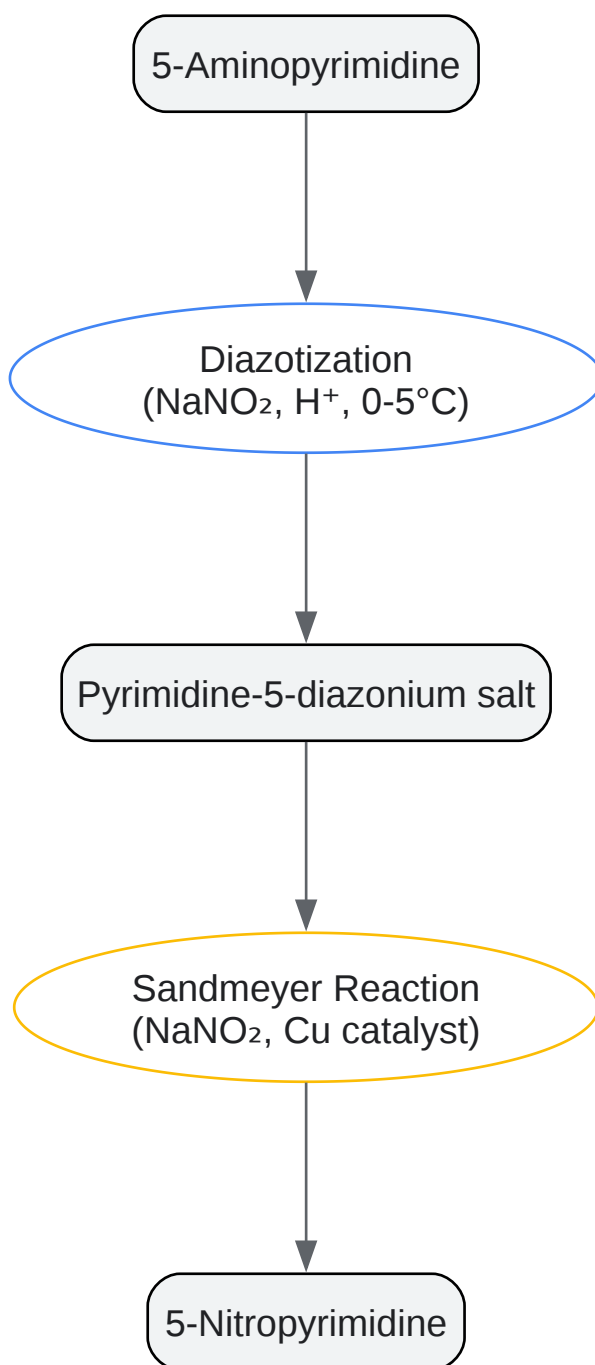 5-Aminopyrimidine
Diazotization
(NaNO₂, H⁺, 0-5°C)
Pyrimidine-5-diazonium salt
Sandmeyer Reaction
(NaNO₂, Cu catalyst)
5-Nitropyrimidine